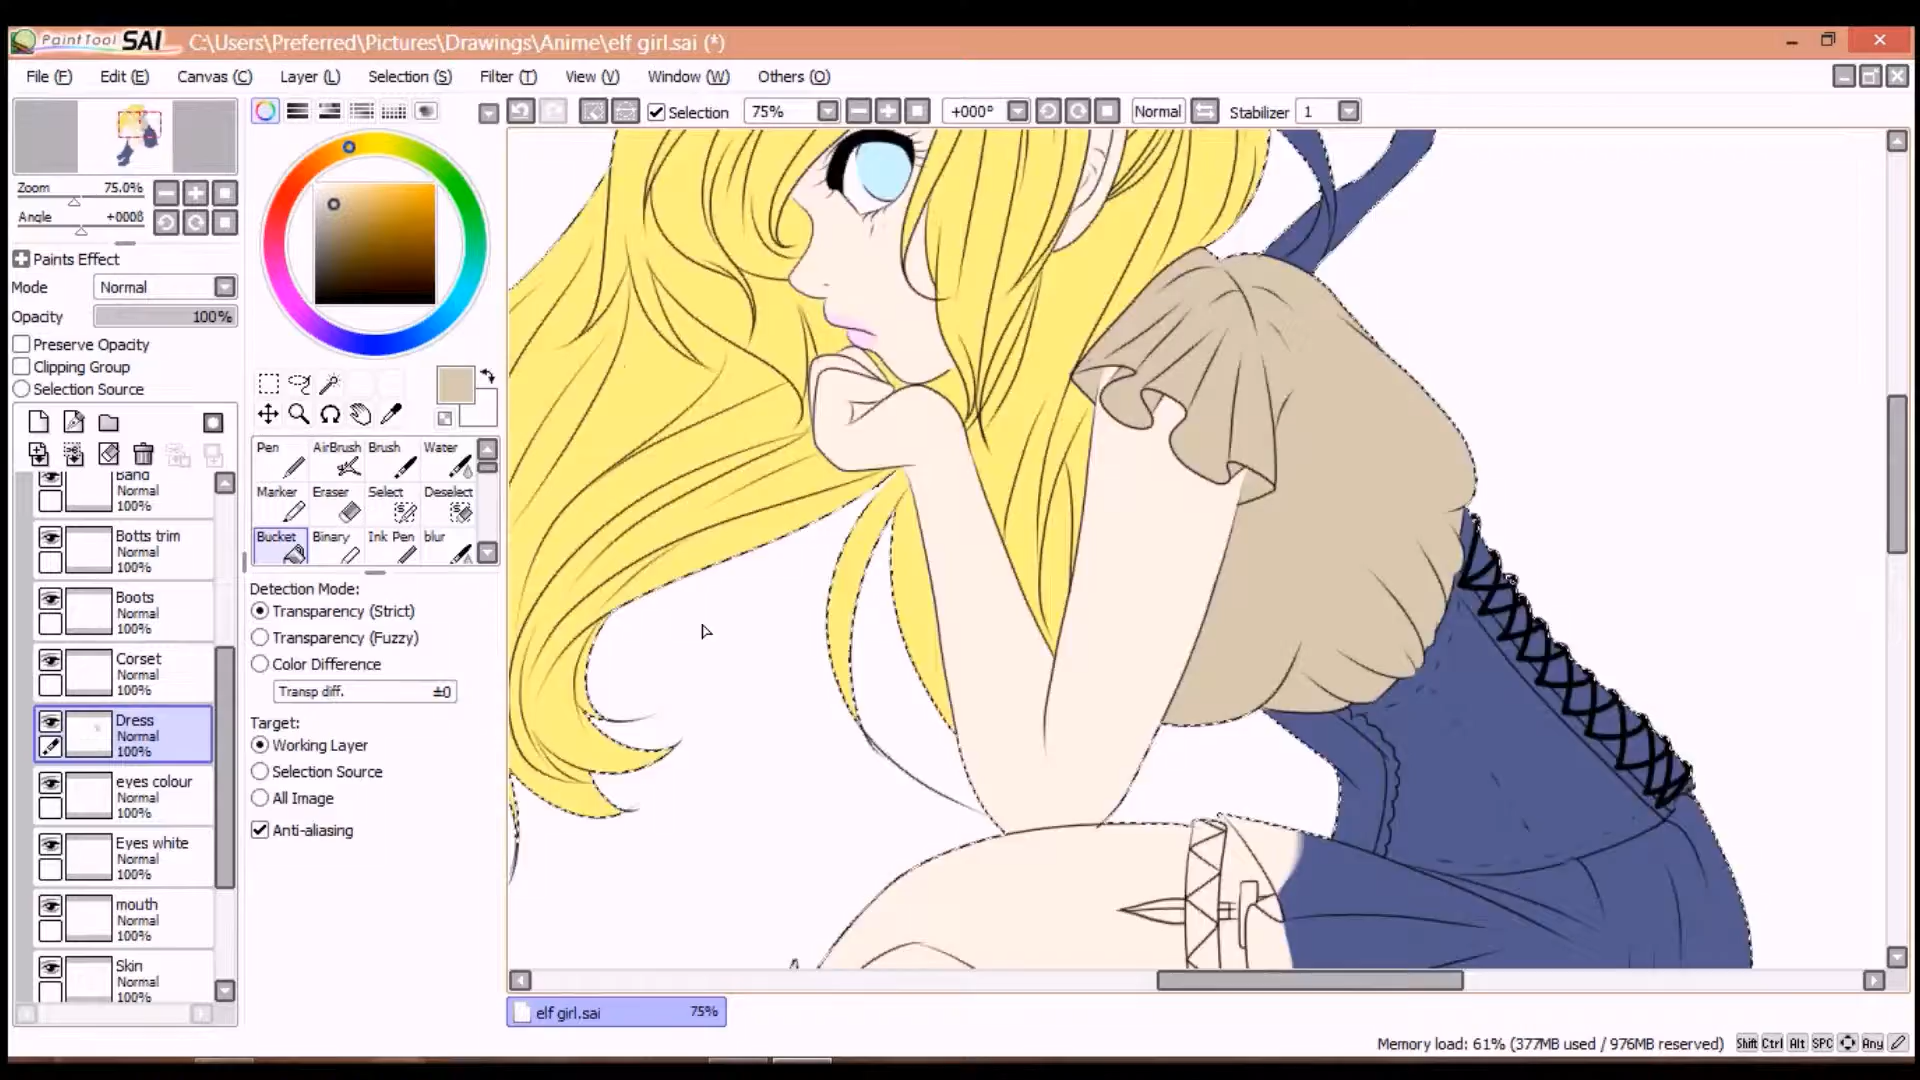 PaintTool SAI C:\Users\Preferred\Pictures\Drawings\Anime\elf girl.sai (*)
File (F) Edit (E) Canvas (C) Layer (L) Selection (S) Filter (T) View (V) Window (W) Others (O)
Selection 75% +000° Normal Stabilizer 1
Zoom 75.0%
Angle +000ß
Paints Effect
Mode Normal
Opacity 100%
Preserve Opacity
Clipping Group
Selection Source
Band
Normal
100%
Botts trim
Normal
100%
Boots
Normal
100%
Corset
Normal
100%
Dress
Normal
100%
eyes colour
Normal
100%
Eyes white
Normal
100%
mouth
Normal
100%
Skin
Normal
100%
Pen AirBrush Brush Water
Marker Eraser Select Deselect
Bucket Binary Ink Pen blur
Detection Mode:
Transparency (Strict)
Transparency (Fuzzy)
Color Difference
Transp diff. ±0
Target:
Working Layer
Selection Source
All Image
Anti-aliasing
elf girl.sai 75%
Memory load: 61% (377MB used / 976MB reserved) Shift Ctrl Alt SPC Any